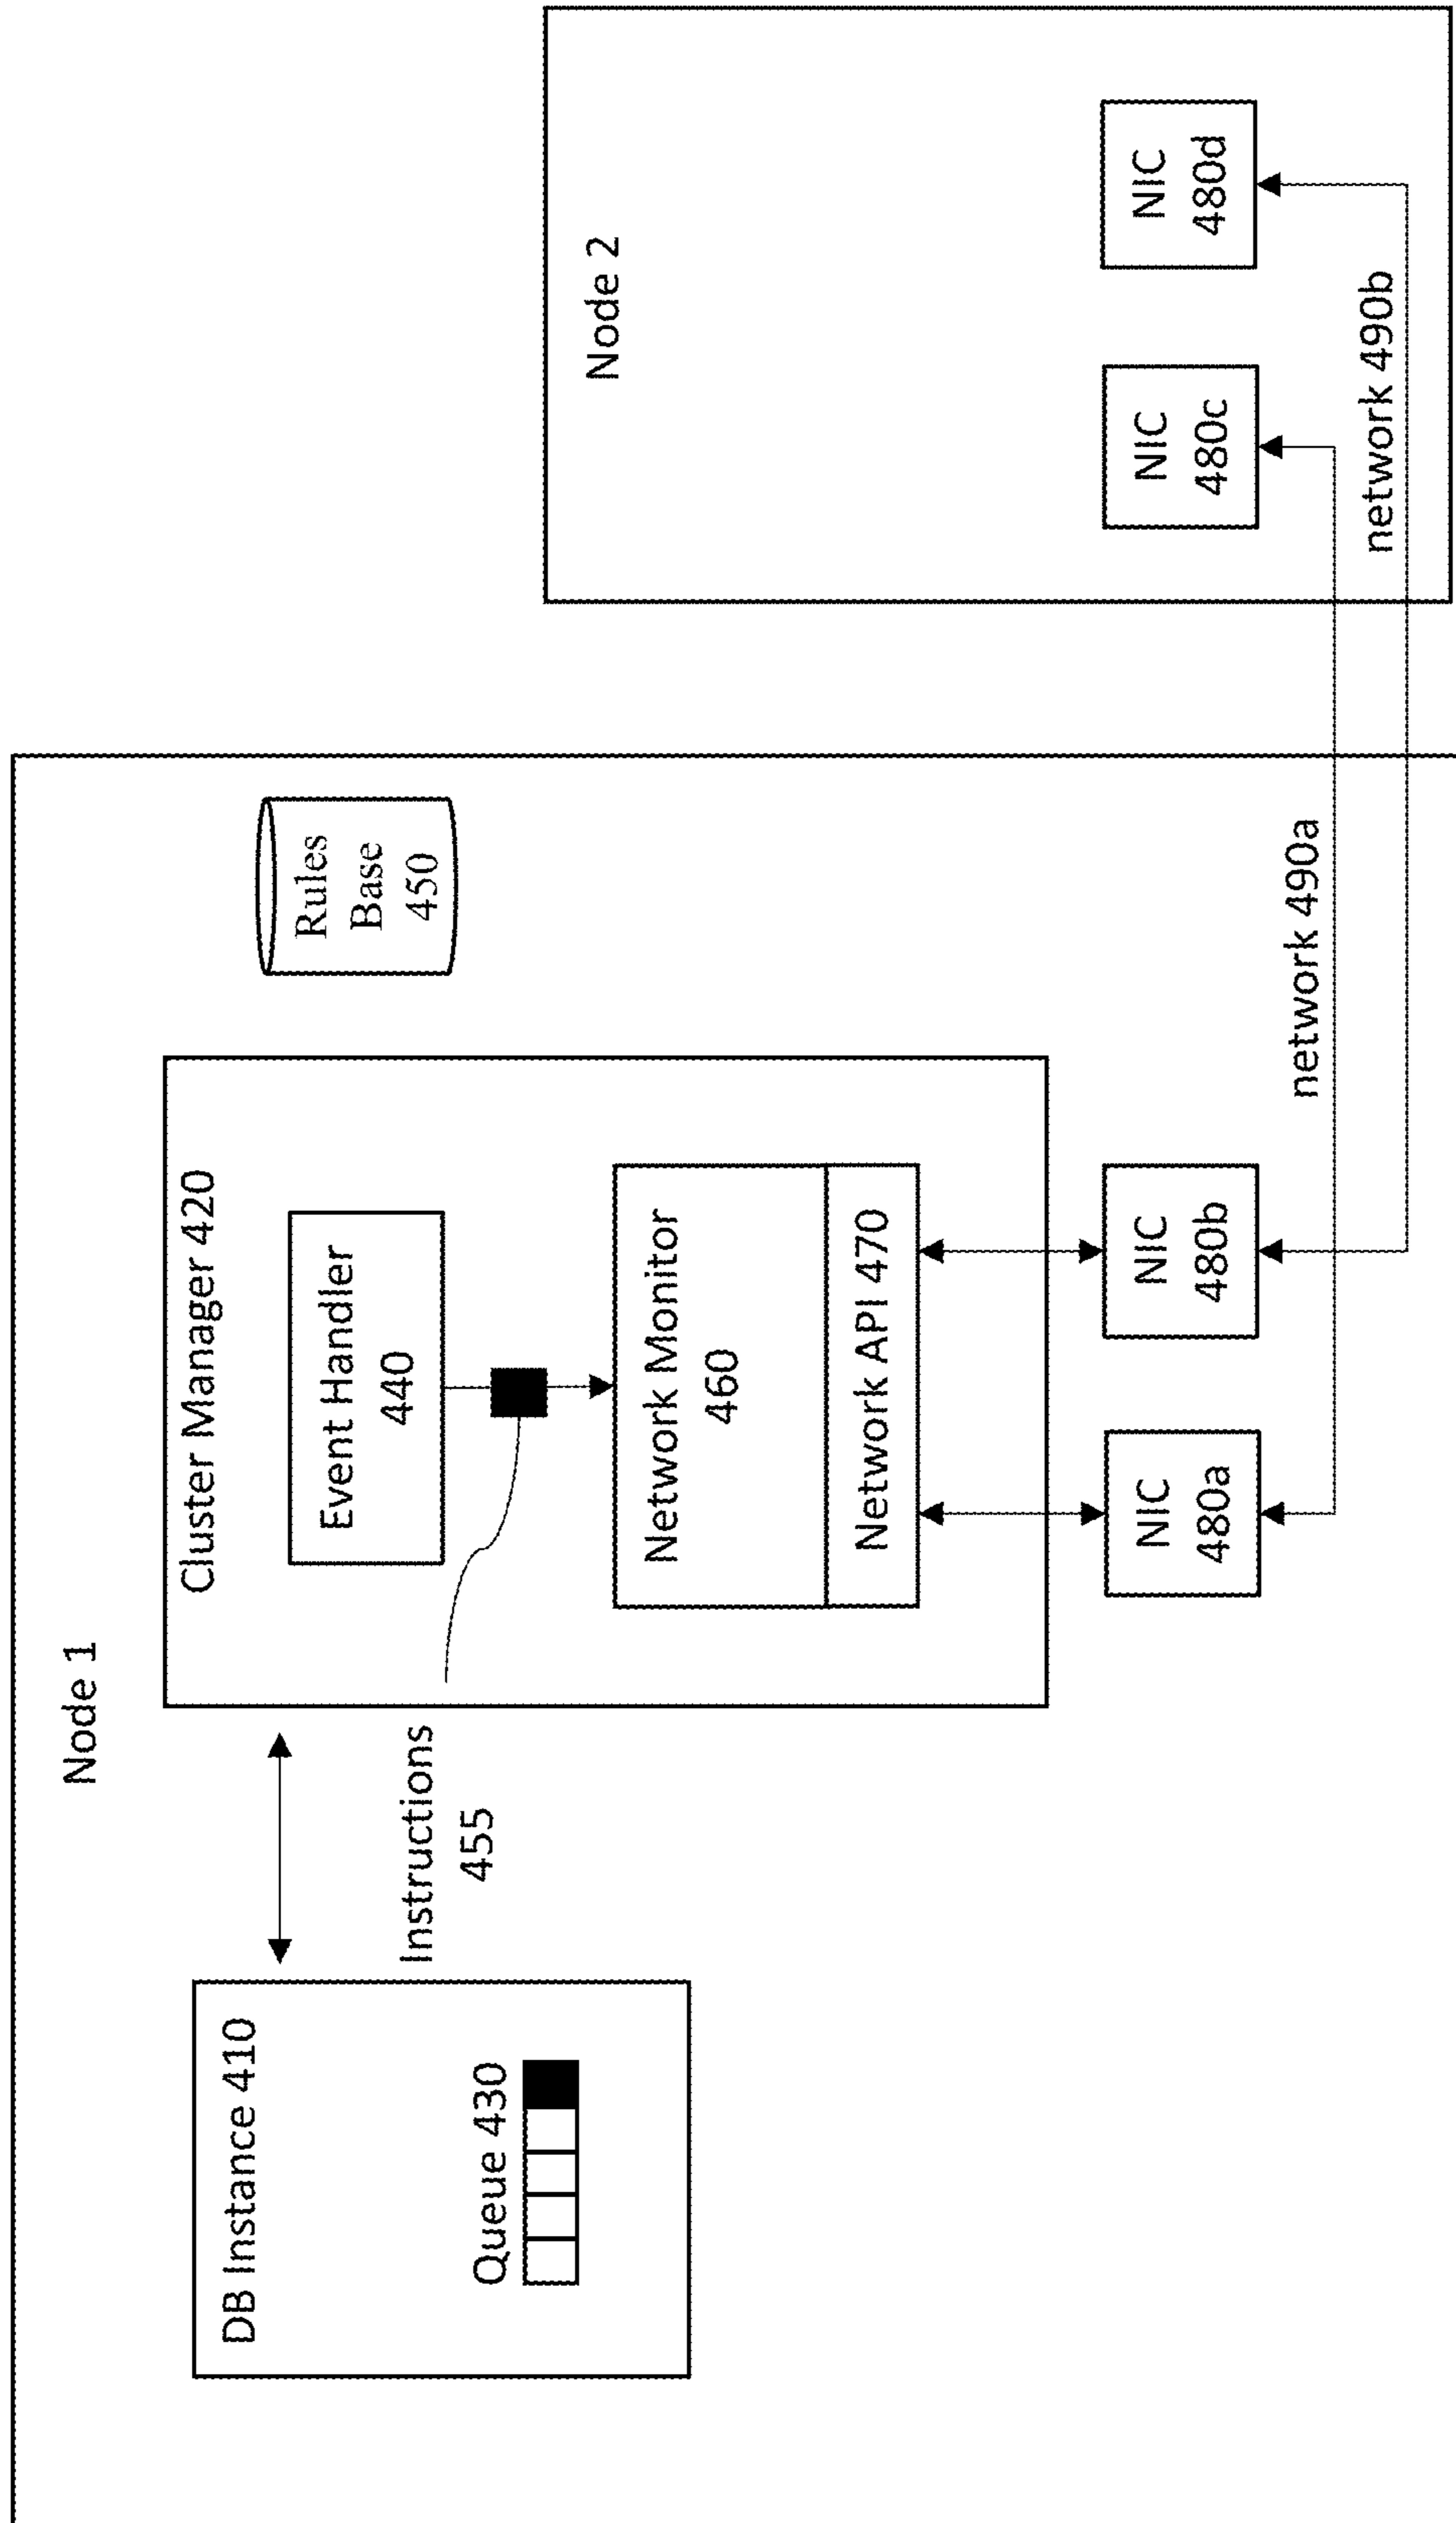 Node 1
DB Instance 410
Queue 430
Instructions
455
Cluster Manager 420
Event Handler
440
Network Monitor
460
Network API 470
NIC
480a
NIC
480b
Rules
Base
450
network 490a
Node 2
NIC
480c
NIC
480d
network 490b